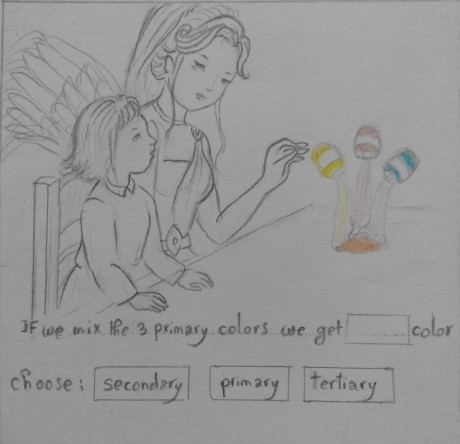 IF we mix the 3 primary colors we get ...... color
choose: secondary primary tertiary